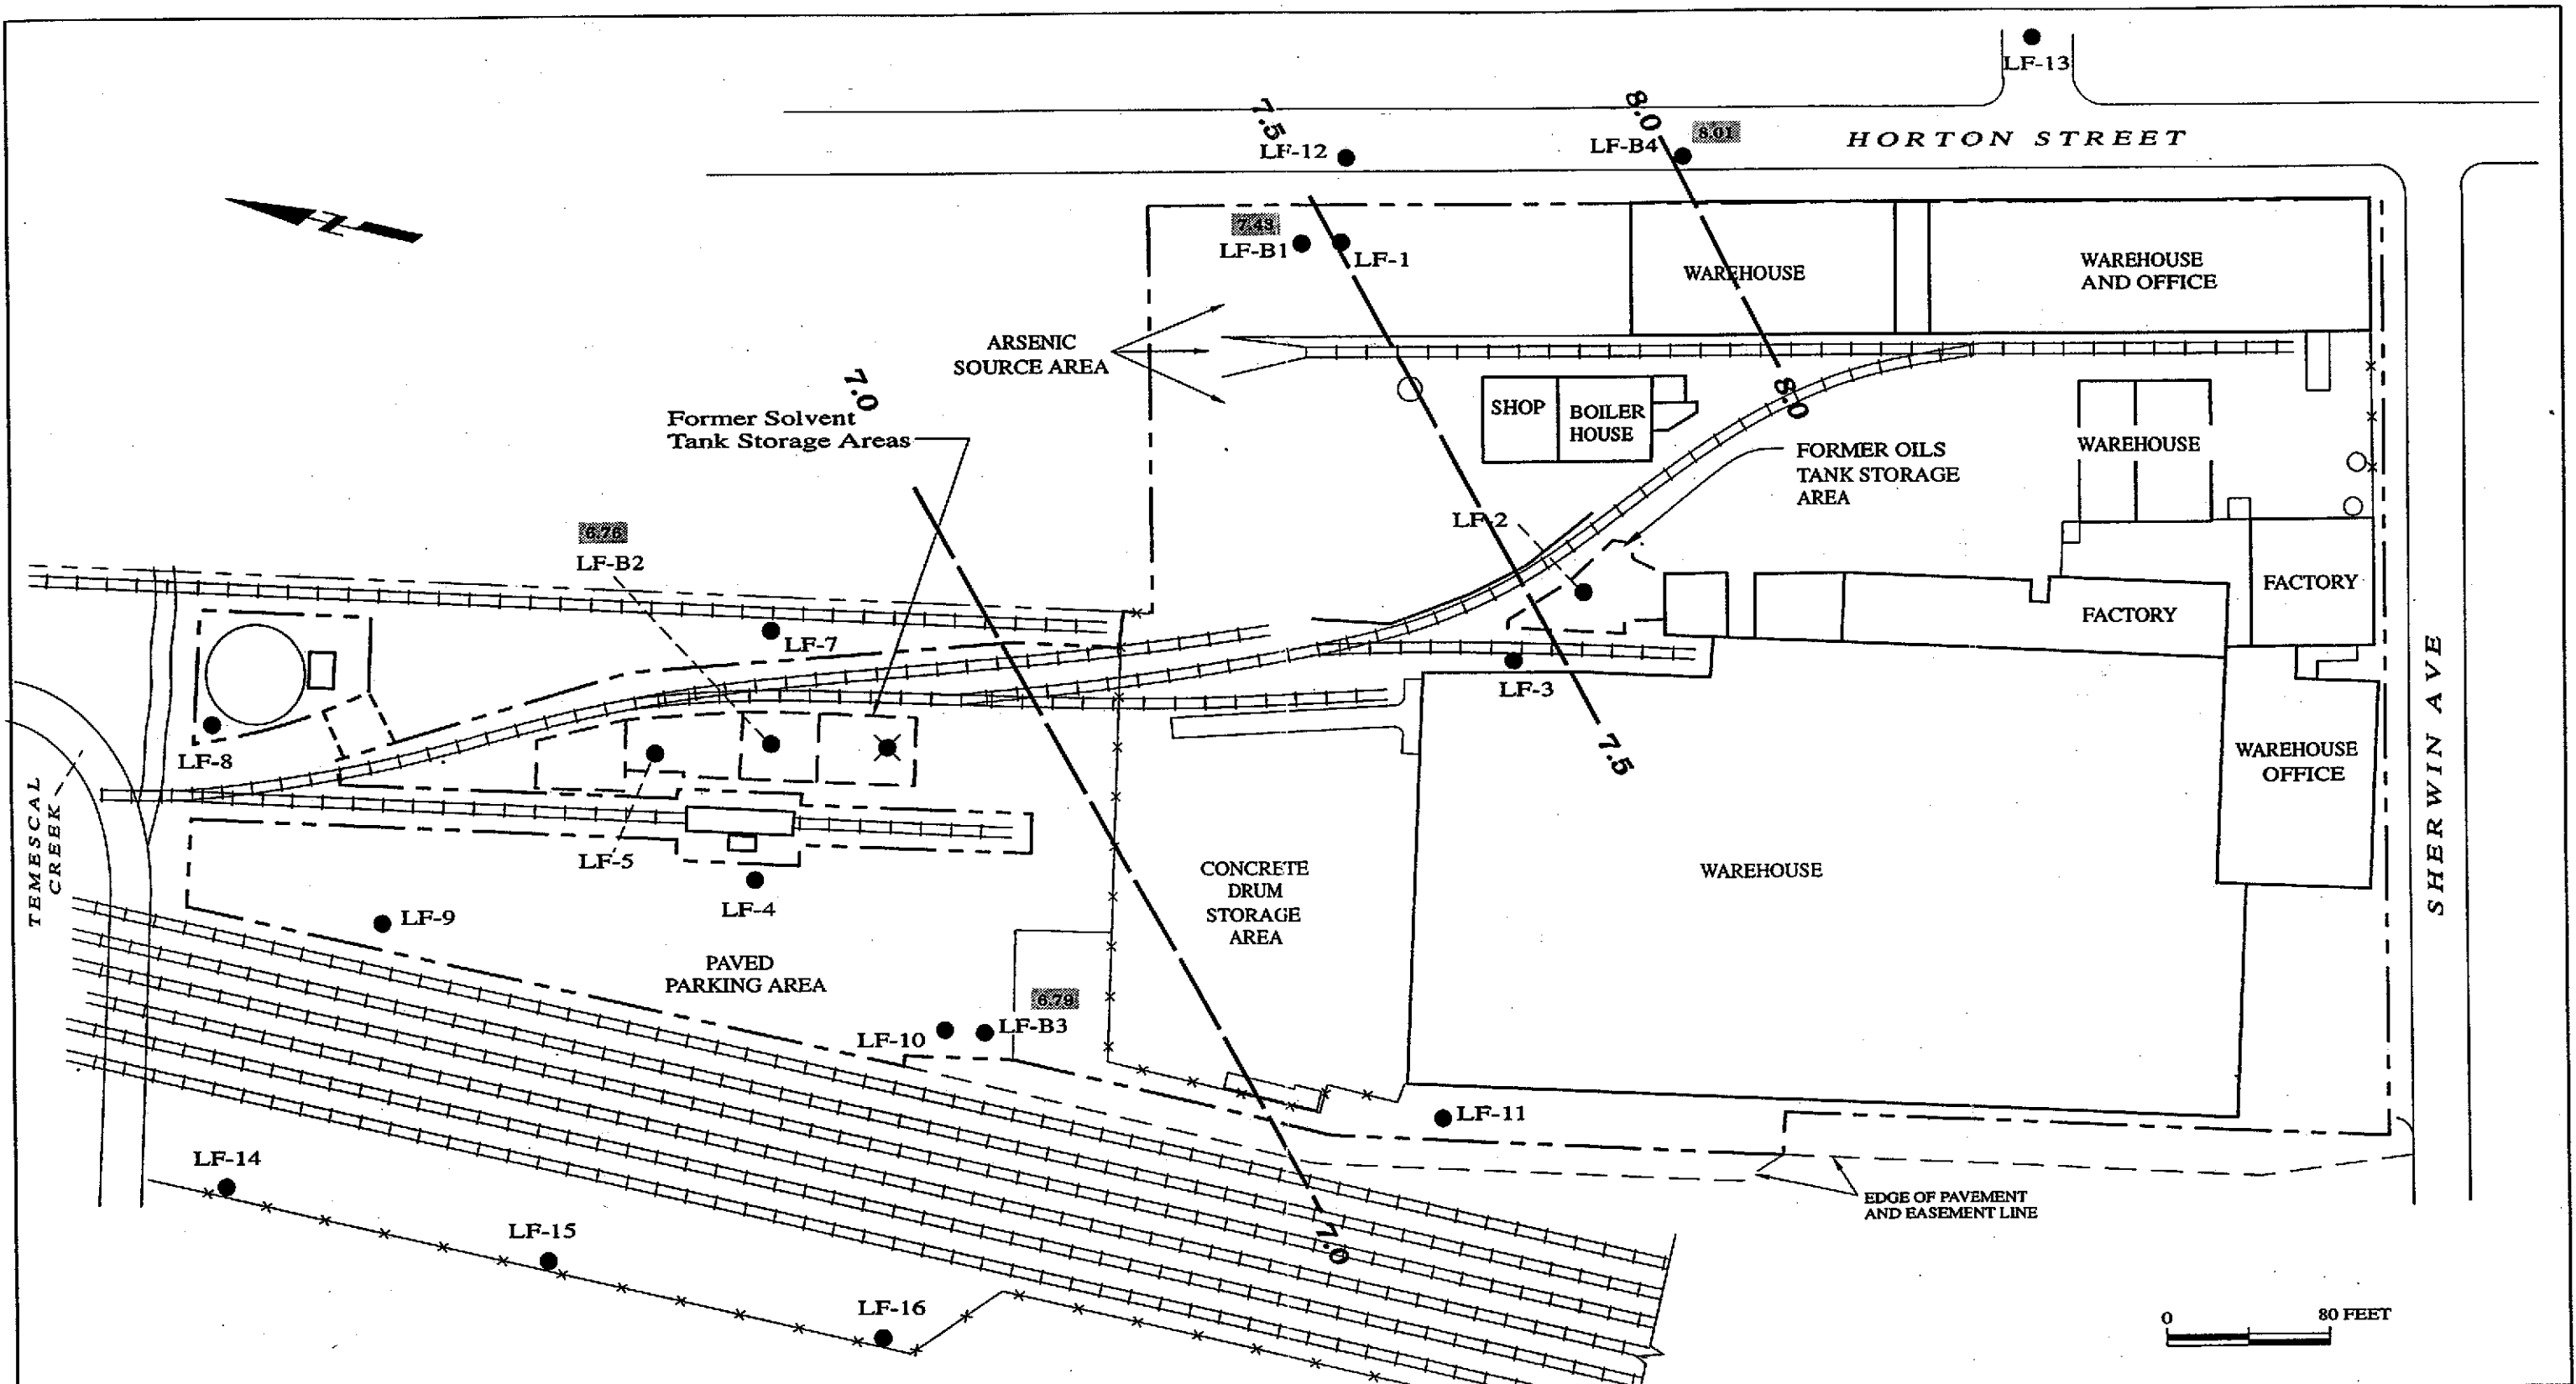 LF-13
7.5
8.0
8.01
HORTON STREET
LF-12
LF-B4
7.43
LF-B1
LF-1
N
WAREHOUSE
WAREHOUSE
AND OFFICE
ARSENIC
SOURCE AREA
7.0
8.0
Former Solvent
Tank Storage Areas
SHOP
BOILER
HOUSE
FORMER OILS
TANK STORAGE
AREA
WAREHOUSE
6.76
LF-B2
LF-2
FACTORY
FACTORY
LF-7
LF-3
SHERWIN AVE
LF-8
7.5
WAREHOUSE
OFFICE
TEMESCAL
CREEK
LF-5
LF-4
LF-9
CONCRETE
DRUM
STORAGE
AREA
WAREHOUSE
PAVED
PARKING AREA
6.79
LF-10
LF-B3
LF-11
LF-14
EDGE OF PAVEMENT
AND EASEMENT LINE
LF-15
7.0
LF-16
0 80 FEET